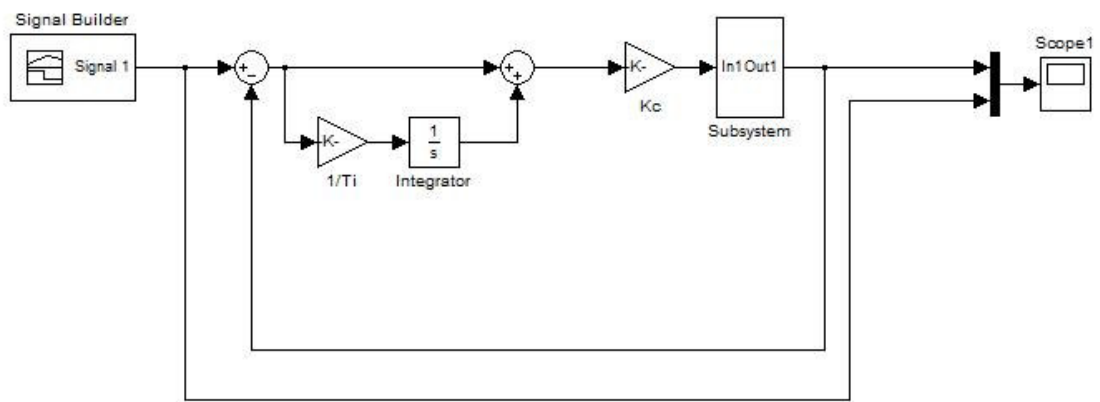 Signal Builder
Signal 1
+
−
K-
1/Ti
1
s
Integrator
+
+
K-
Kc
In1 Out1
Subsystem
Scope1